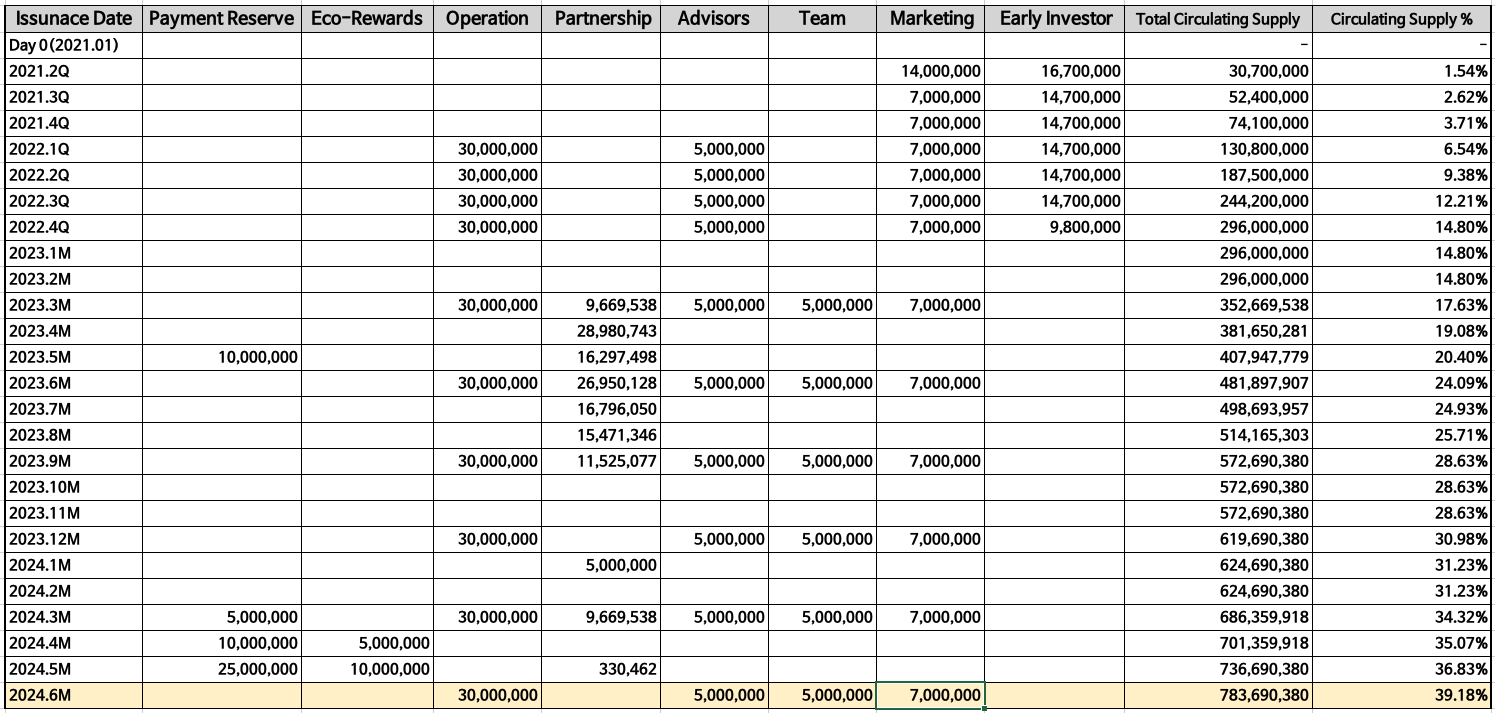 Issunace Date Payment Reserve Eco-Rewards Operation Partnership Advisors Team Marketing Early Investor Total Circulating Supply Circulating Supply %
Day 0(2021.01) - -
2021.2Q 14,000,000 16,700,000 30,700,000 1.54%
2021.3Q 7,000,000 14,700,000 52,400,000 2.62%
2021.4Q 7,000,000 14,700,000 74,100,000 3.71%
2022.1Q 30,000,000 5,000,000 7,000,000 14,700,000 130,800,000 6.54%
2022.2Q 30,000,000 5,000,000 7,000,000 14,700,000 187,500,000 9.38%
2022.3Q 30,000,000 5,000,000 7,000,000 14,700,000 244,200,000 12.21%
2022.4Q 30,000,000 5,000,000 7,000,000 9,800,000 296,000,000 14.80%
2023.1M 296,000,000 14.80%
2023.2M 296,000,000 14.80%
2023.3M 30,000,000 9,669,538 5,000,000 5,000,000 7,000,000 352,669,538 17.63%
2023.4M 28,980,743 381,650,281 19.08%
2023.5M 10,000,000 16,297,498 407,947,779 20.40%
2023.6M 30,000,000 26,950,128 5,000,000 5,000,000 7,000,000 481,897,907 24.09%
2023.7M 16,796,050 498,693,957 24.93%
2023.8M 15,471,346 514,165,303 25.71%
2023.9M 30,000,000 11,525,077 5,000,000 5,000,000 7,000,000 572,690,380 28.63%
2023.10M 572,690,380 28.63%
2023.11M 572,690,380 28.63%
2023.12M 30,000,000 5,000,000 5,000,000 7,000,000 619,690,380 30.98%
2024.1M 5,000,000 624,690,380 31.23%
2024.2M 624,690,380 31.23%
2024.3M 5,000,000 30,000,000 9,669,538 5,000,000 5,000,000 7,000,000 686,359,918 34.32%
2024.4M 10,000,000 5,000,000 701,359,918 35.07%
2024.5M 25,000,000 10,000,000 330,462 736,690,380 36.83%
2024.6M 30,000,000 5,000,000 5,000,000 7,000,000 783,690,380 39.18%